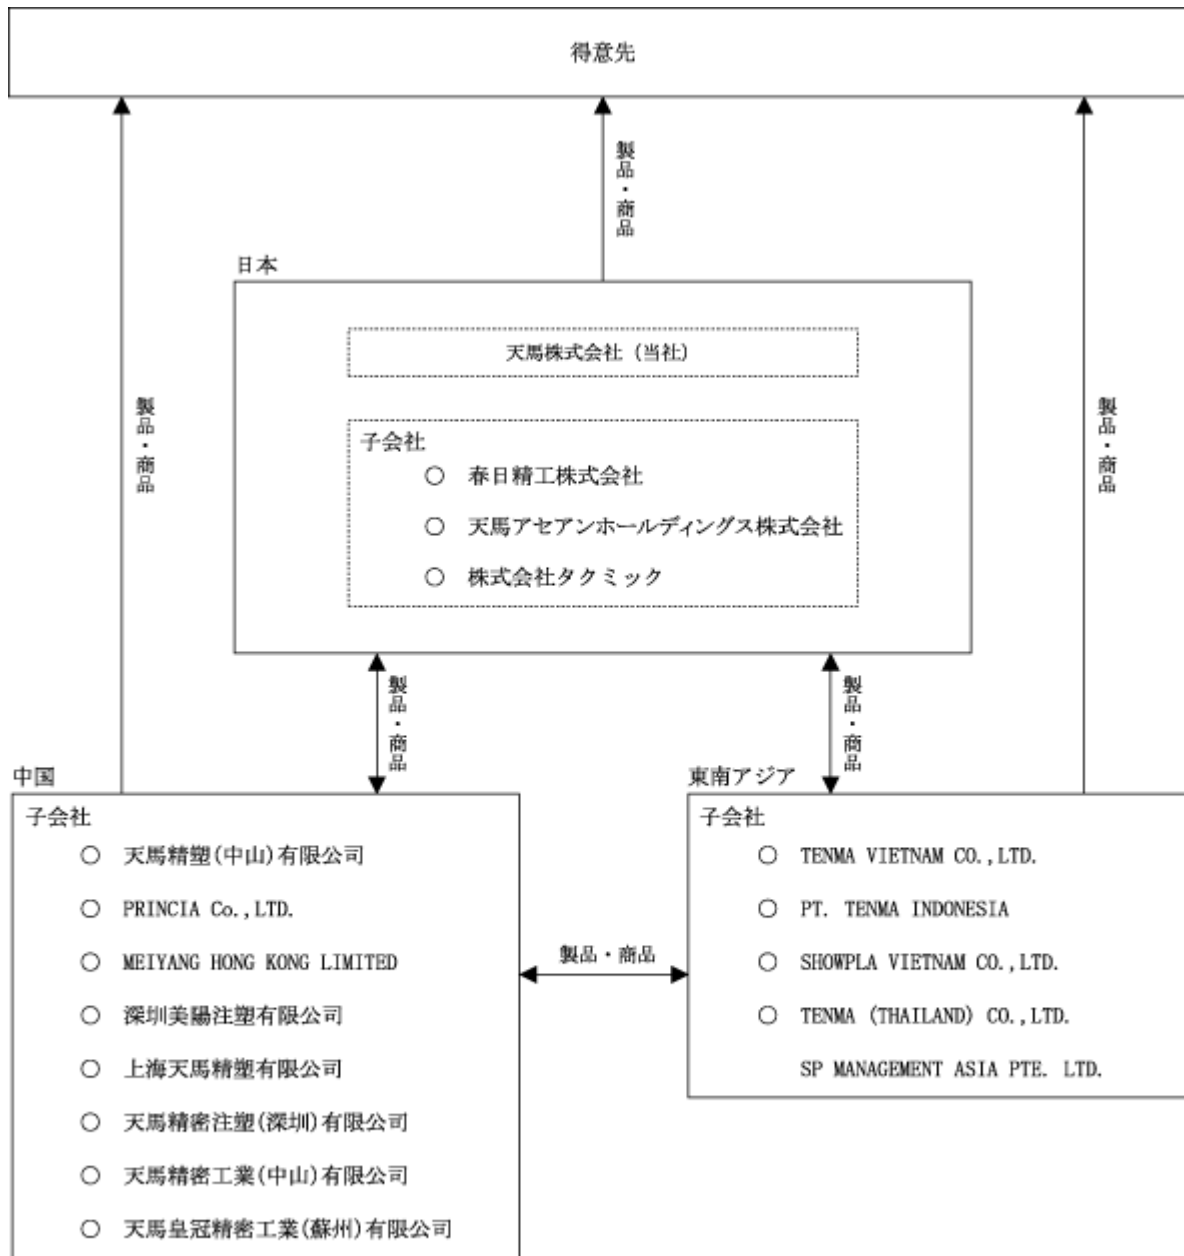 得意先
製品・商品
日本
天馬株式会社（当社）
製品・商品
製品・商品
子会社
○ 春日精工株式会社
○ 天馬アセアンホールディングス株式会社
○ 株式会社タクミック
製品・商品
製品・商品
中国
子会社
○ 天馬精塑(中山)有限公司
○ PRINCIA Co.,LTD.
○ MEIYANG HONG KONG LIMITED
○ 深圳美陽注塑有限公司
○ 上海天馬精塑有限公司
○ 天馬精密注塑(深圳)有限公司
○ 天馬精密工業(中山)有限公司
○ 天馬皇冠精密工業(蘇州)有限公司
製品・商品
東南アジア
子会社
○ TENMA VIETNAM CO.,LTD.
○ PT. TENMA INDONESIA
○ SHOWPLA VIETNAM CO.,LTD.
○ TENMA (THAILAND) CO.,LTD.
SP MANAGEMENT ASIA PTE. LTD.